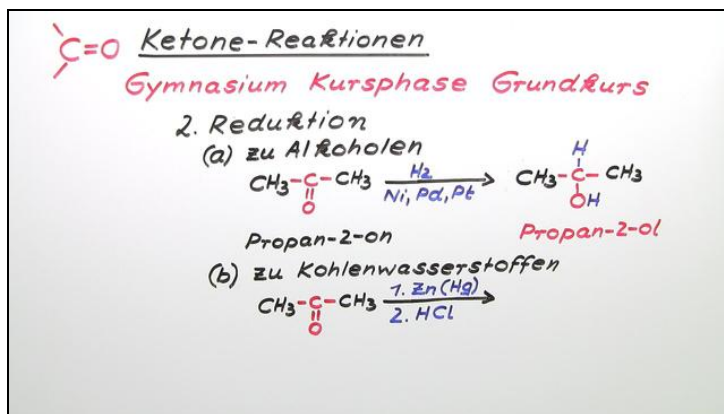 C=O Ketone-Reaktionen
Gymnasium Kursphase Grundkurs
2. Reduktion
(a) zu Alkoholen
H2 H
CH3-C-CH3 Ni, Pd, Pt CH3-C-CH3
O OH
Propan-2-on Propan-2-ol
(b) zu Kohlenwasserstoffen
CH3-C-CH3 1. Zn(Hg)
O 2. HCl